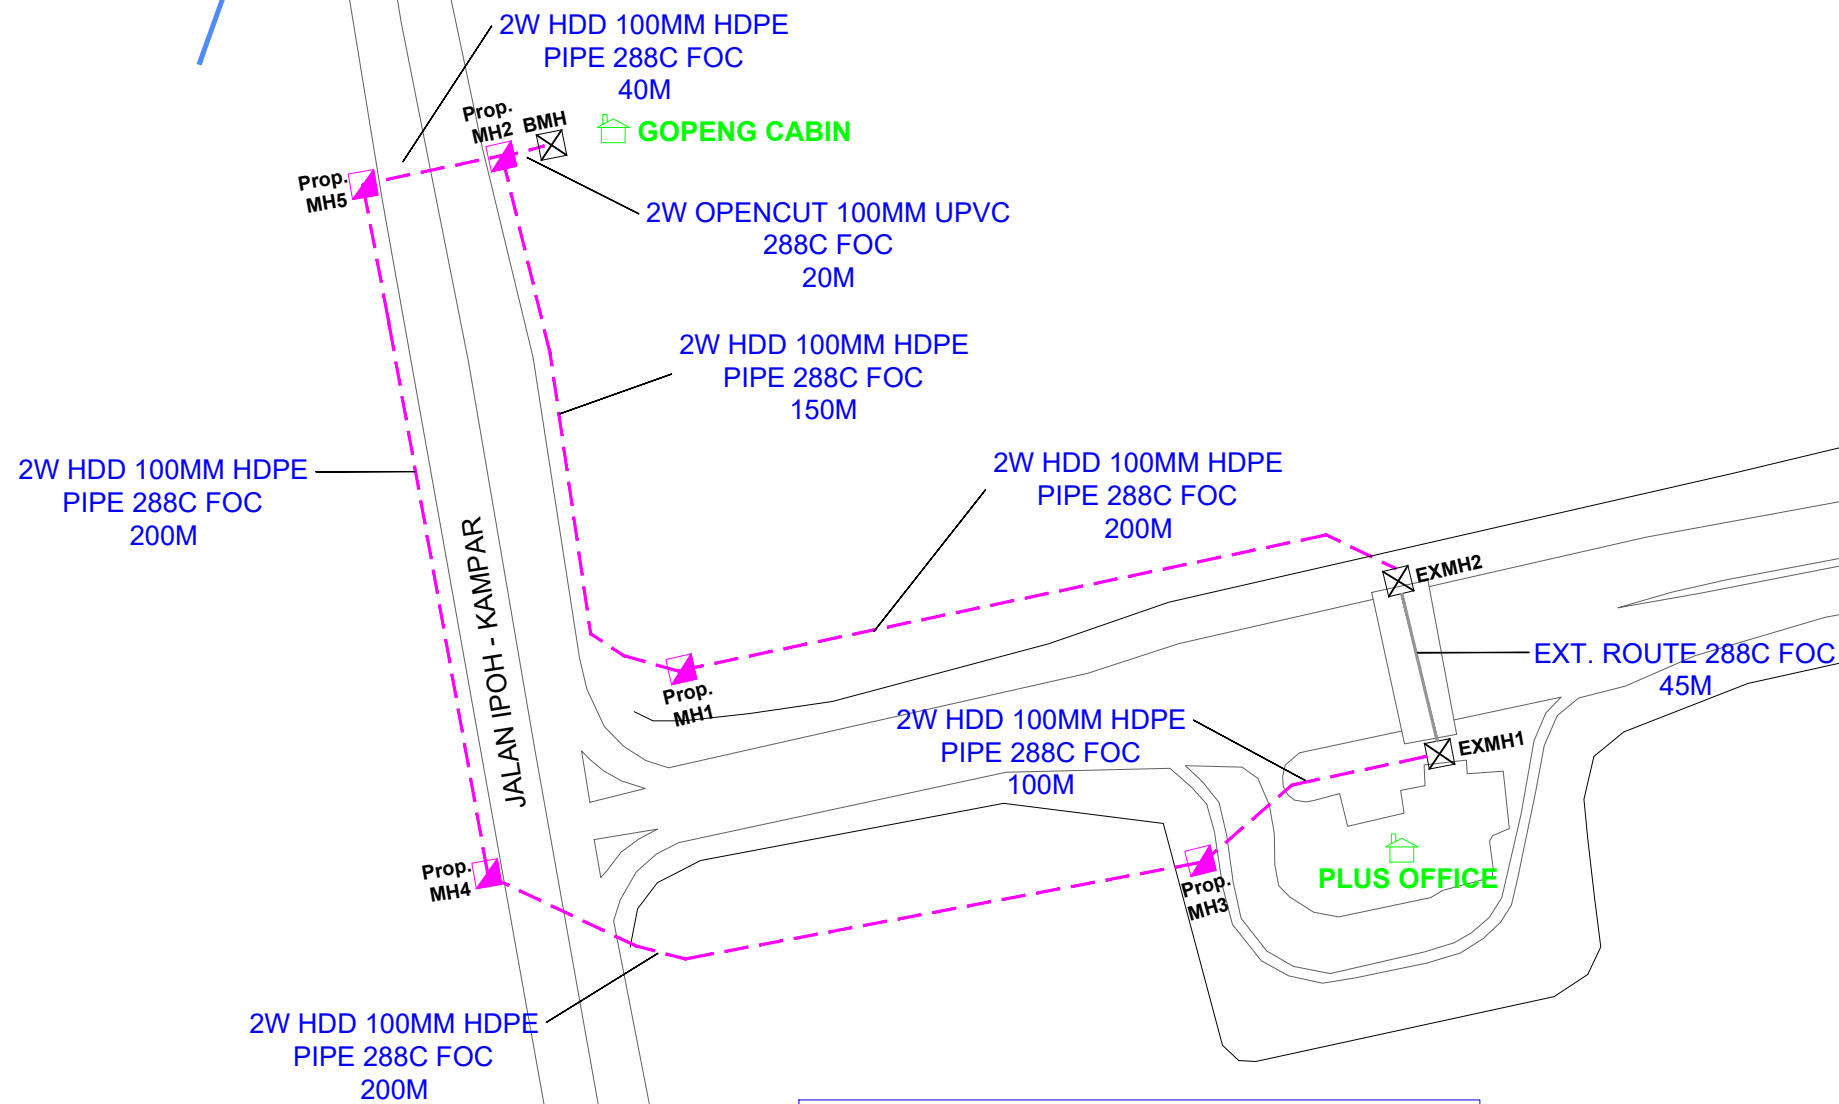 2W HDD 100MM HDPE
PIPE 288C FOC
40M
Prop.
MH2
BMH
GOPENG CABIN
Prop.
MH5
2W OPENCUT 100MM UPVC
288C FOC
20M
2W HDD 100MM HDPE
PIPE 288C FOC
150M
2W HDD 100MM HDPE
PIPE 288C FOC
200M
2W HDD 100MM HDPE
PIPE 288C FOC
200M
JALAN IPOH - KAMPAR
EXMH2
EXT. ROUTE 288C FOC
45M
Prop.
MH1
2W HDD 100MM HDPE
PIPE 288C FOC
100M
EXMH1
Prop.
MH4
Prop.
MH3
PLUS OFFICE
2W HDD 100MM HDPE
PIPE 288C FOC
200M